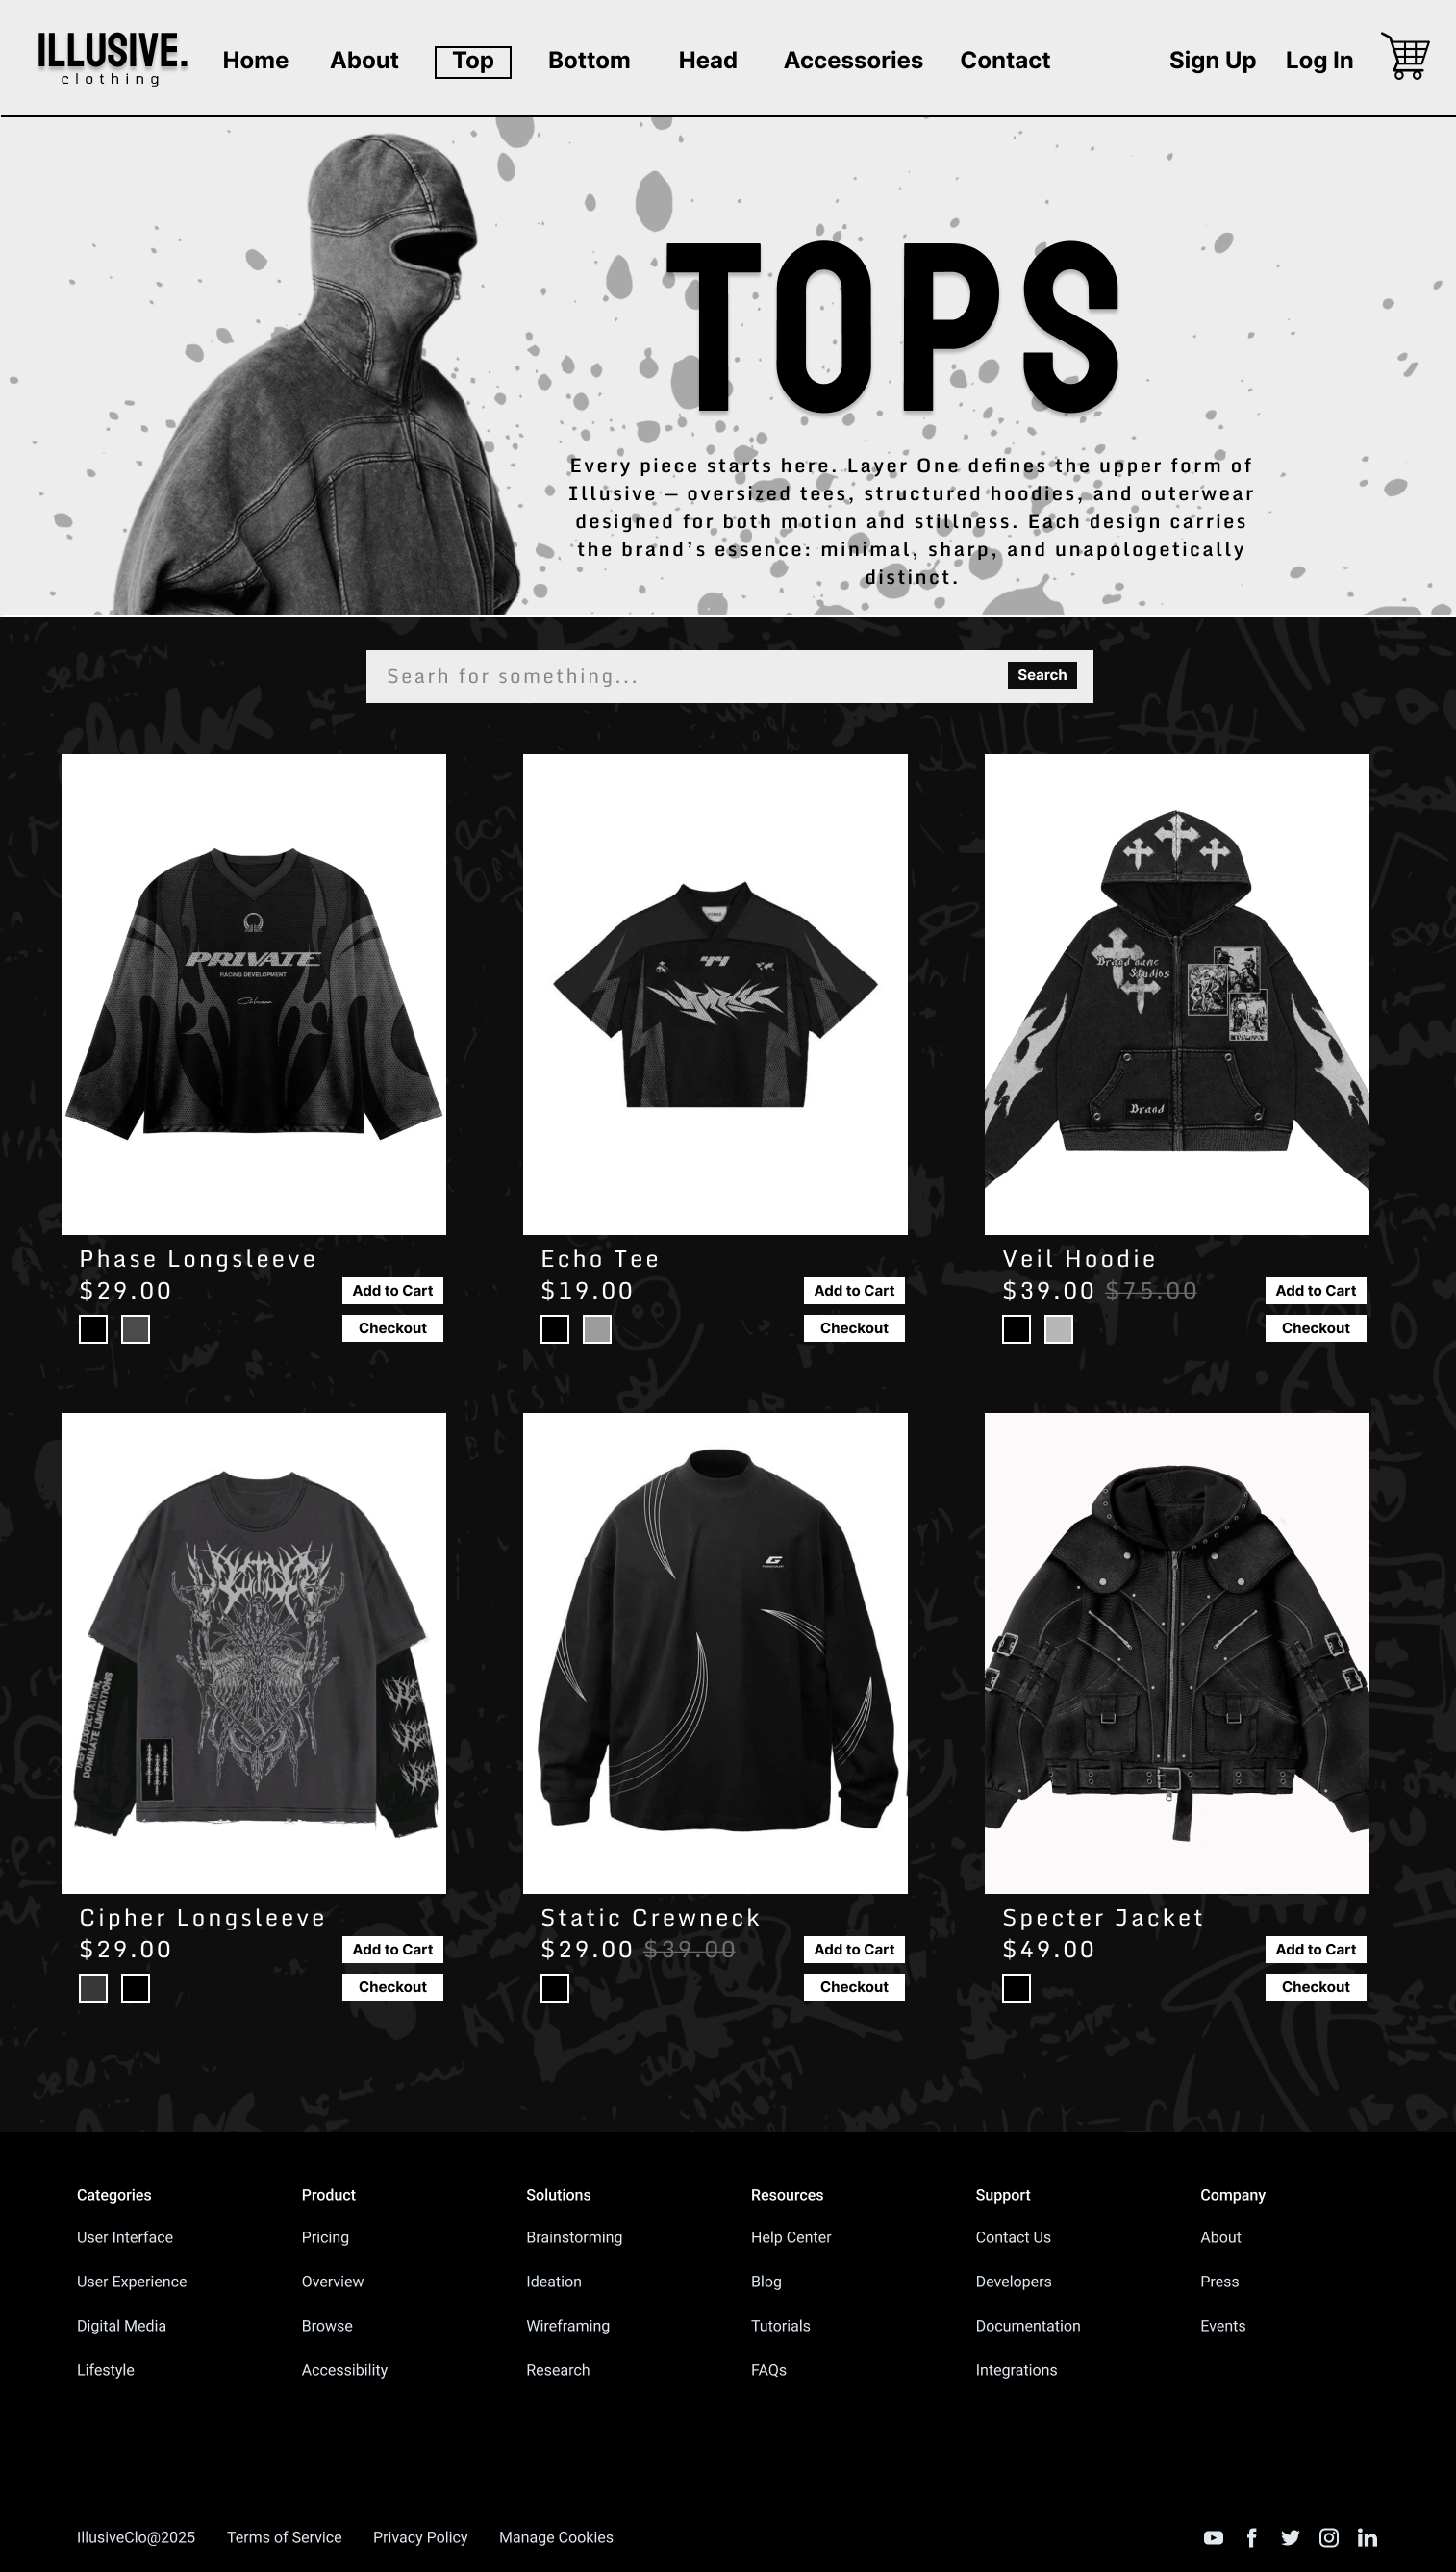 ILLUSIVE.
clothing
Home About Top Bottom Head Accessories Contact Sign Up Log In
TOPS
Every piece starts here. Layer One defines the upper form of
Illusive — oversized tees, structured hoodies, and outerwear
designed for both motion and stillness. Each design carries
the brand’s essence: minimal, sharp, and unapologetically
distinct.
Searh for something...
Search
PRIVATE
RACING DEVELOPMENT
Studios
Brand
Phase Longsleeve
$29.00
Add to Cart
Checkout
Echo Tee
$19.00
Add to Cart
Checkout
Veil Hoodie
$39.00 $75.00
Add to Cart
Checkout
DOMINATE LIMITATIONS
G
Cipher Longsleeve
$29.00
Add to Cart
Checkout
Static Crewneck
$29.00 $39.00
Add to Cart
Checkout
Specter Jacket
$49.00
Add to Cart
Checkout
Categories
User Interface
User Experience
Digital Media
Lifestyle
Product
Pricing
Overview
Browse
Accessibility
Solutions
Brainstorming
Ideation
Wireframing
Research
Resources
Help Center
Blog
Tutorials
FAQs
Support
Contact Us
Developers
Documentation
Integrations
Company
About
Press
Events
IllusiveClo@2025 Terms of Service Privacy Policy Manage Cookies